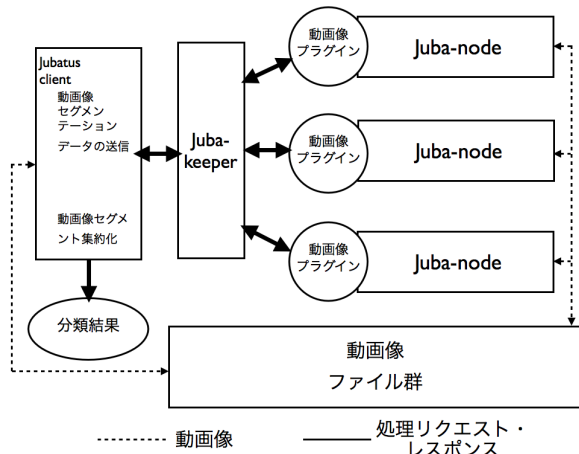 Jubatus
client
動画像
セグメン
テーション
データの送信
動画像セグメ
ント集約化
分類結果
Juba-
keeper
動画像
プラグイン
Juba-node
動画像
プラグイン
Juba-node
動画像
プラグイン
Juba-node
動画像
ファイル群
動画像
処理リクエスト・
レスポンス